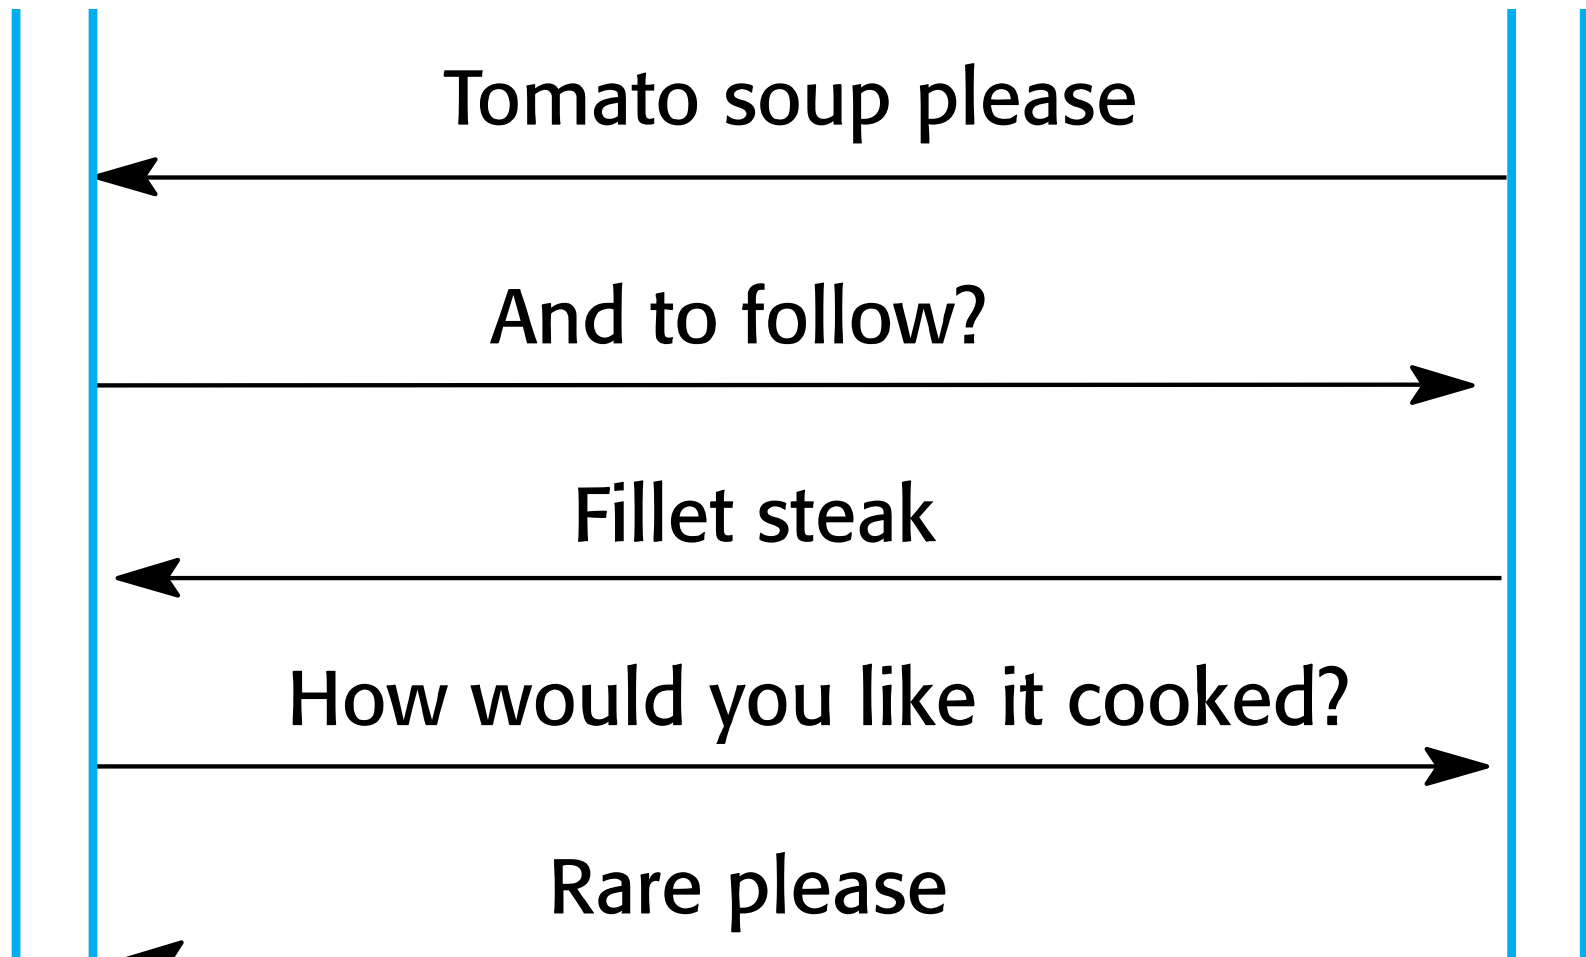 Tomato soup please
And to follow?
Fillet steak
How would you like it cooked?
Rare please